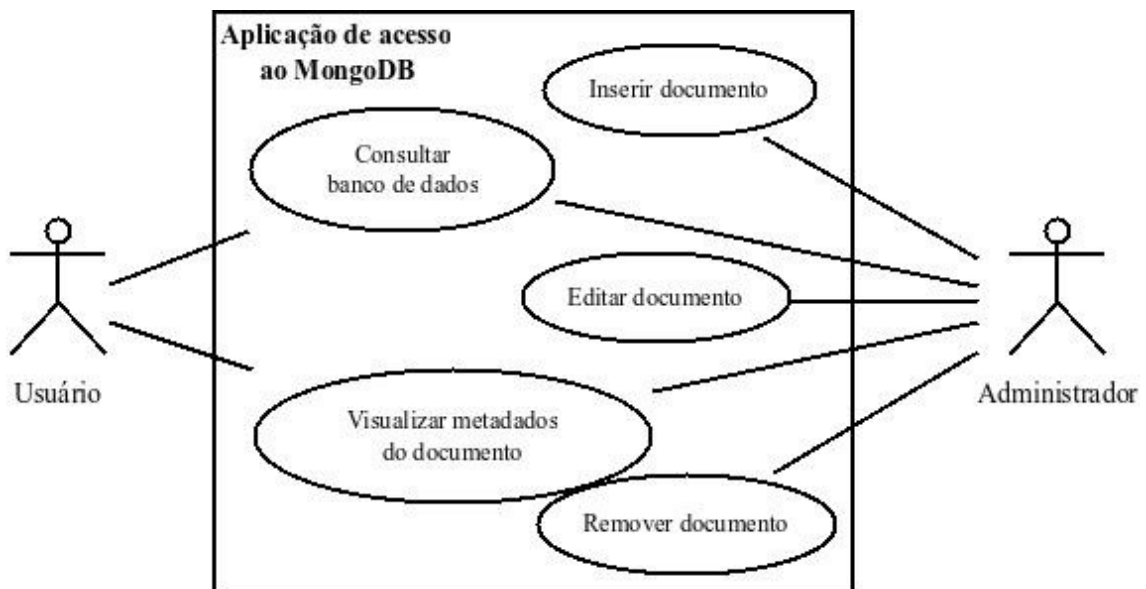 Aplicação de acesso
ao MongoDB
Inserir documento
Consultar
banco de dados
Editar documento
Usuário
Administrador
Visualizar metadados
do documento
Remover documento